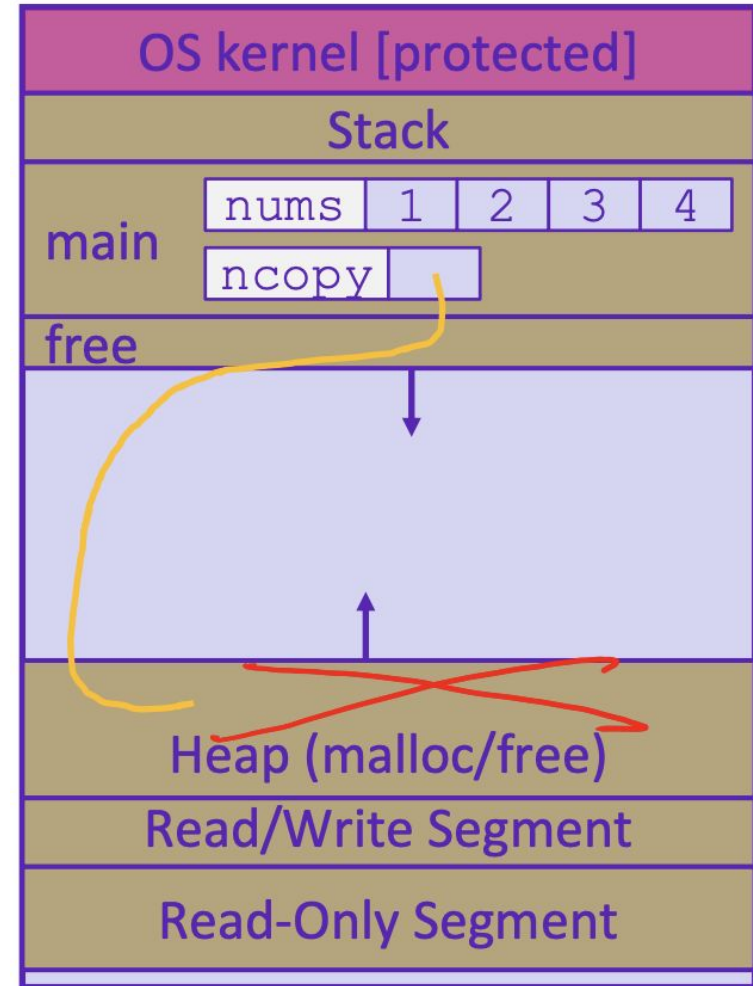 OS kernel [protected]
Stack
main
nums 1 2 3 4
ncopy
free
Heap (malloc/free)
Read/Write Segment
Read-Only Segment